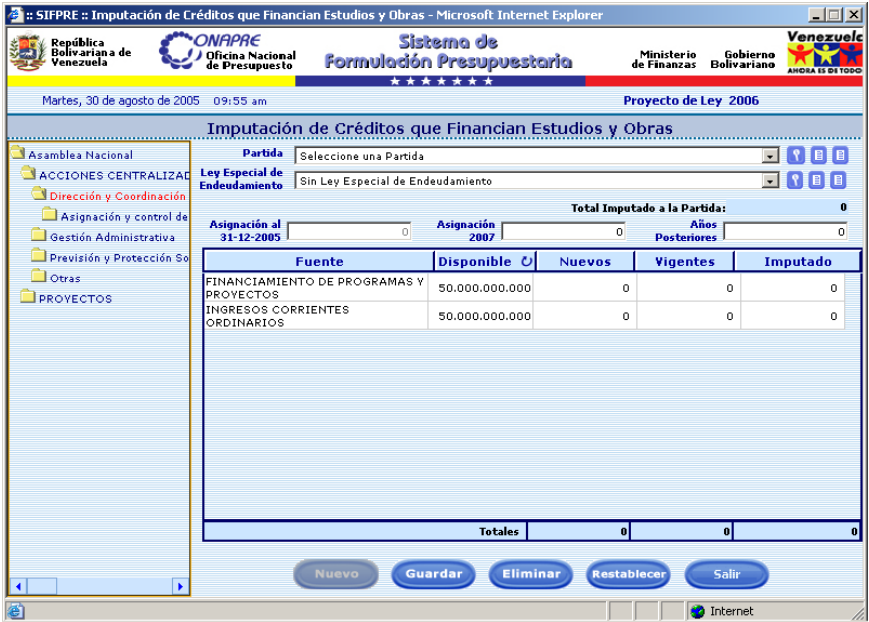 :: SIFPRE :: Imputación de Créditos que Financian Estudios y Obras - Microsoft Internet Explorer
República
Bolivariana de
Venezuela
ONAPRE
Oficina Nacional
de Presupuesto
Sistema de
Formulación Presupuestaria
Ministerio
de Finanzas
Gobierno
Bolivariano
Venezuela
AHORA ES DE TODOS
Martes, 30 de agosto de 2005 09:55 am
Proyecto de Ley 2006
Imputación de Créditos que Financian Estudios y Obras
Asamblea Nacional
ACCIONES CENTRALIZAD
Dirección y Coordinación
Asignación y control de
Gestión Administrativa
Previsión y Protección So
Otras
PROYECTOS
Partida
Seleccione una Partida
Ley Especial de
Endeudamiento
Sin Ley Especial de Endeudamiento
Total Imputado a la Partida: 0
Asignación al
31-12-2005
0
Asignación
2007
0
Años
Posteriores
0
Fuente Disponible Nuevos Vigentes Imputado
FINANCIAMIENTO DE PROGRAMAS Y
PROYECTOS
50.000.000.000 0 0 0
INGRESOS CORRIENTES
ORDINARIOS
50.000.000.000 0 0 0
Totales 0 0 0
Nuevo Guardar Eliminar Restablecer Salir
Internet